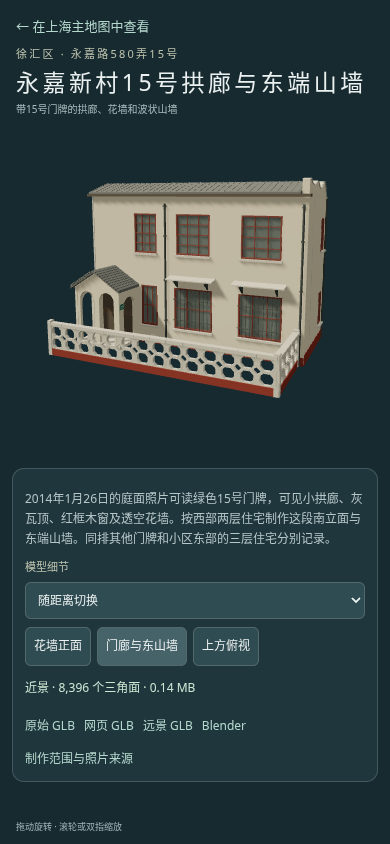 ← 在上海主地图中查看
徐汇区 · 永嘉路580弄15号
永嘉新村15号拱廊与东端山墙
带15号门牌的拱廊、花墙和波状山墙
2014年1月26日的庭面照片可读绿色15号门牌，可见小拱廊、灰
瓦顶、红框木窗及透空花墙。按西部两层住宅制作这段南立面与
东端山墙。同排其他门牌和小区东部的三层住宅分别记录。
模型细节
随距离切换
花墙正面 门廊与东山墙 上方俯视
近景 · 8,396 个三角面 · 0.14 MB
原始 GLB 网页 GLB 远景 GLB Blender
制作范围与照片来源
拖动旋转 · 滚轮或双指缩放